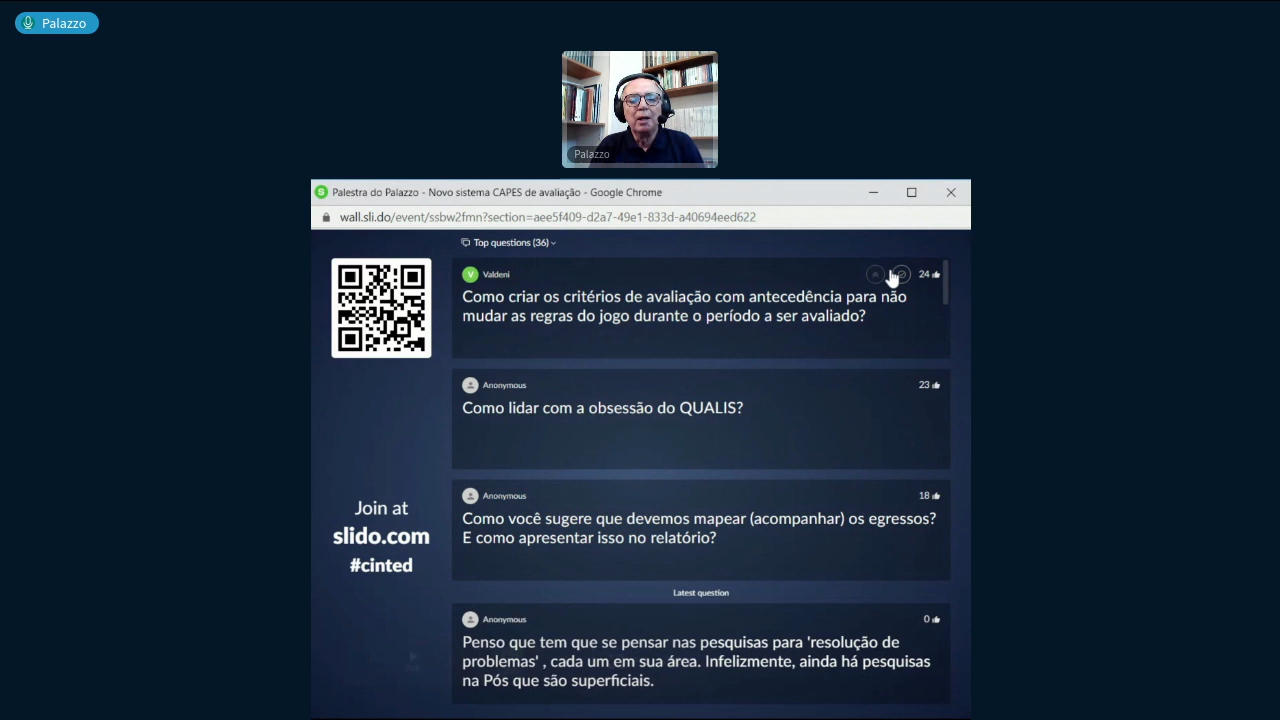 Palazzo
Palazzo
Palestra do Palazzo - Novo sistema CAPES de avaliação - Google Chrome
wall.sli.do/event/ssbw2fmn?section=aee5f409-d2a7-49e1-833d-a40694eed622
Top questions (36)
V Valdeni
24
Como criar os critérios de avaliação com antecedência para não
mudar as regras do jogo durante o período a ser avaliado?
Anonymous
23
Como lidar com a obsessão do QUALIS?
Anonymous
18
Como você sugere que devemos mapear (acompanhar) os egressos?
E como apresentar isso no relatório?
Join at
slido.com
#cinted
Latest question
Anonymous
0
Penso que tem que se pensar nas pesquisas para 'resolução de
problemas' , cada um em sua área. Infelizmente, ainda há pesquisas
na Pós que são superficiais.